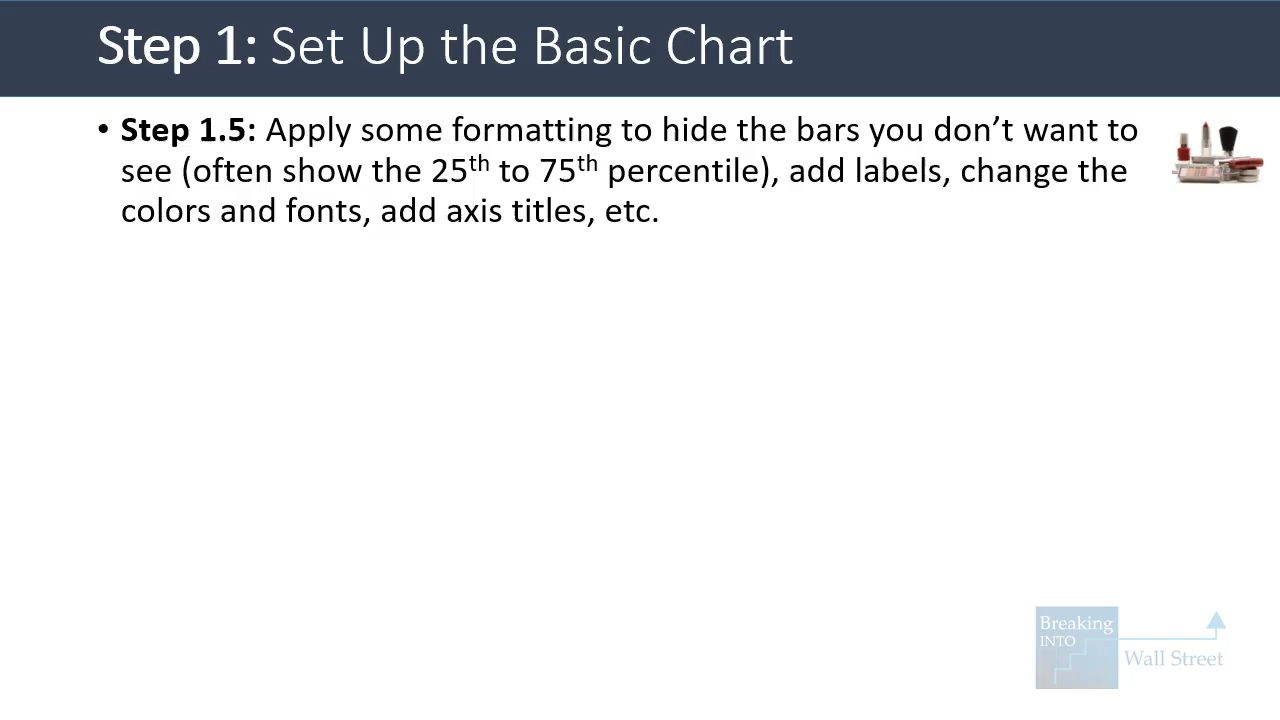 Step 1: Set Up the Basic Chart
• Step 1.5: Apply some formatting to hide the bars you don’t want to
see (often show the 25th to 75th percentile), add labels, change the
colors and fonts, add axis titles, etc.
Breaking
INTO
Wall Street